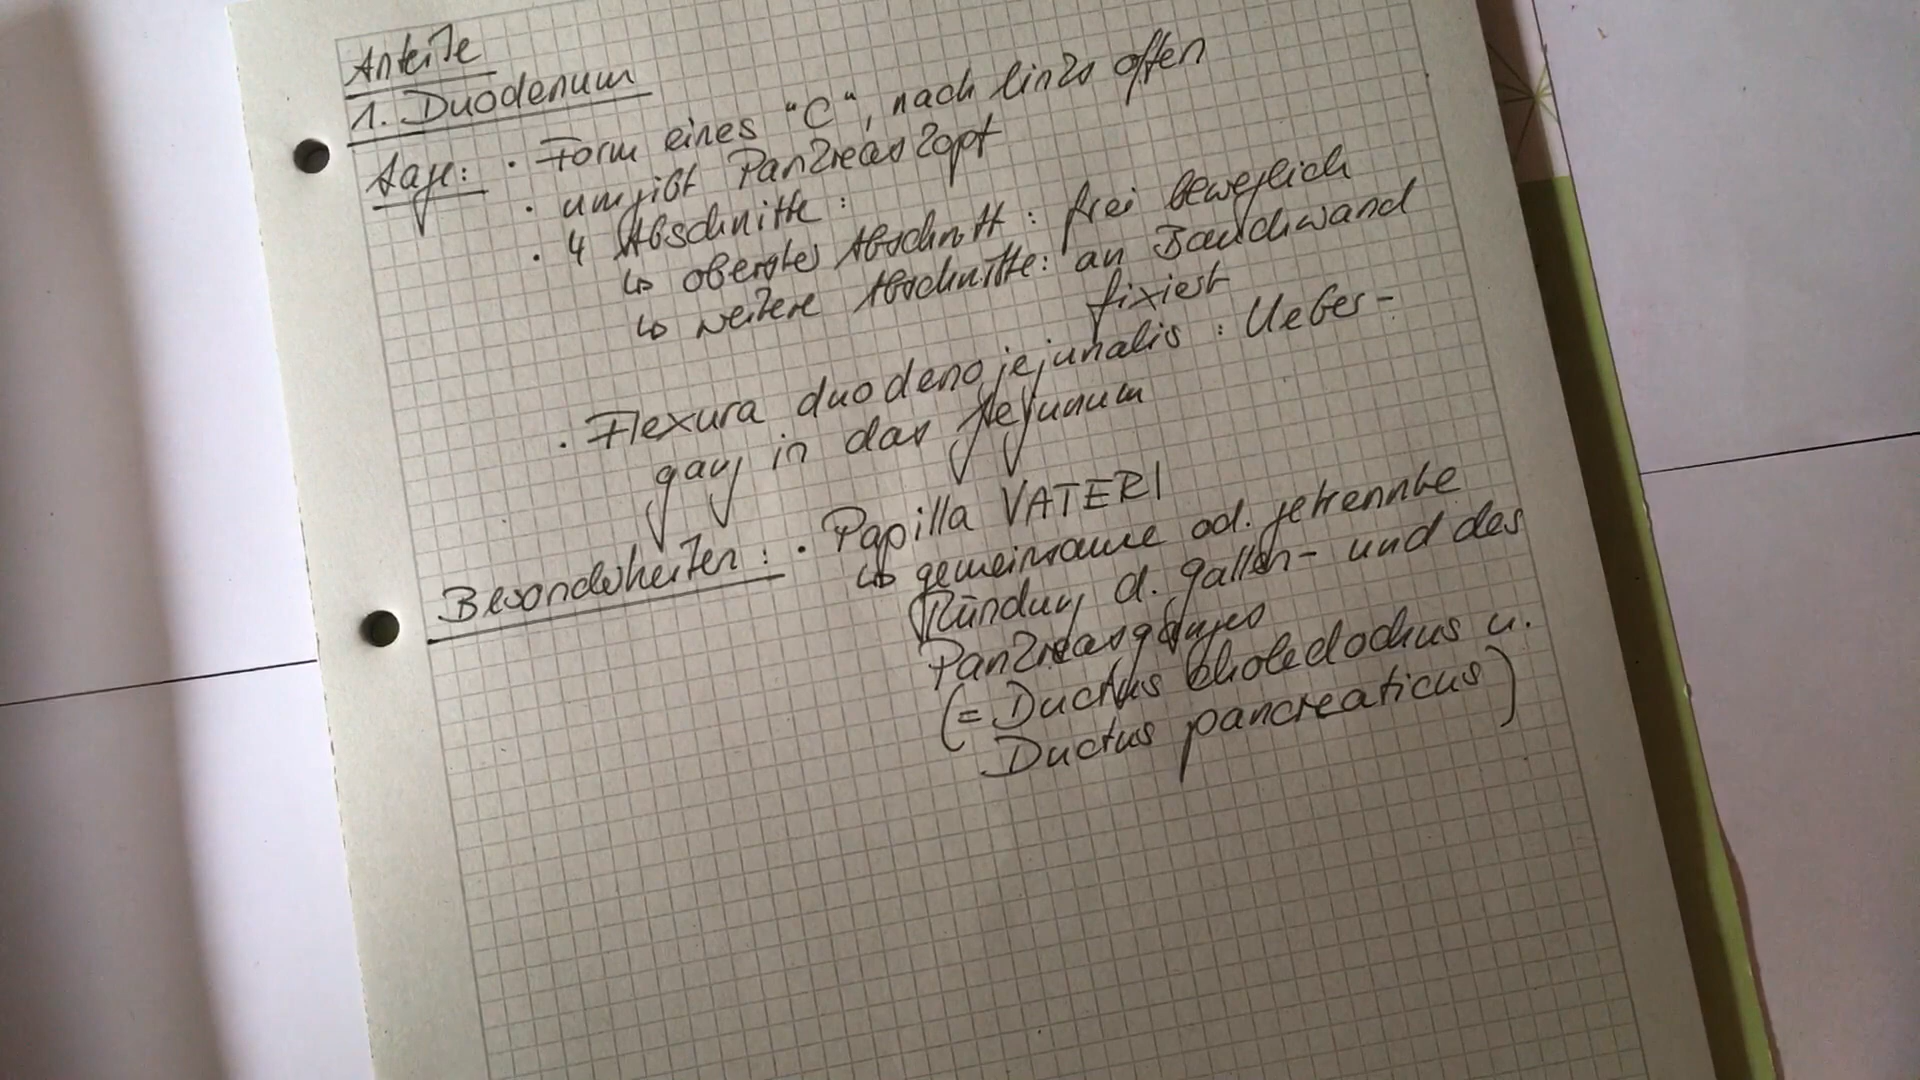 Anteile
1. Duodenum
Lage: · Form eines "C", nach links offen
· umgibt Pankreaskopf
· 4 Abschnitte:
↳ oberster Abschnitt: frei beweglich
↳ weitere Abschnitte: an Bauchwand
fixiert
· Flexura duodenojejunalis: Ueber-
gang in das Jejunum
Besonderheiten: · Papilla VATERI
↳ gemeinsame od. getrennte
Mündung d. Gallen- und des
Pankreasganges
(= Ductus choledochus u.
Ductus pancreaticus)